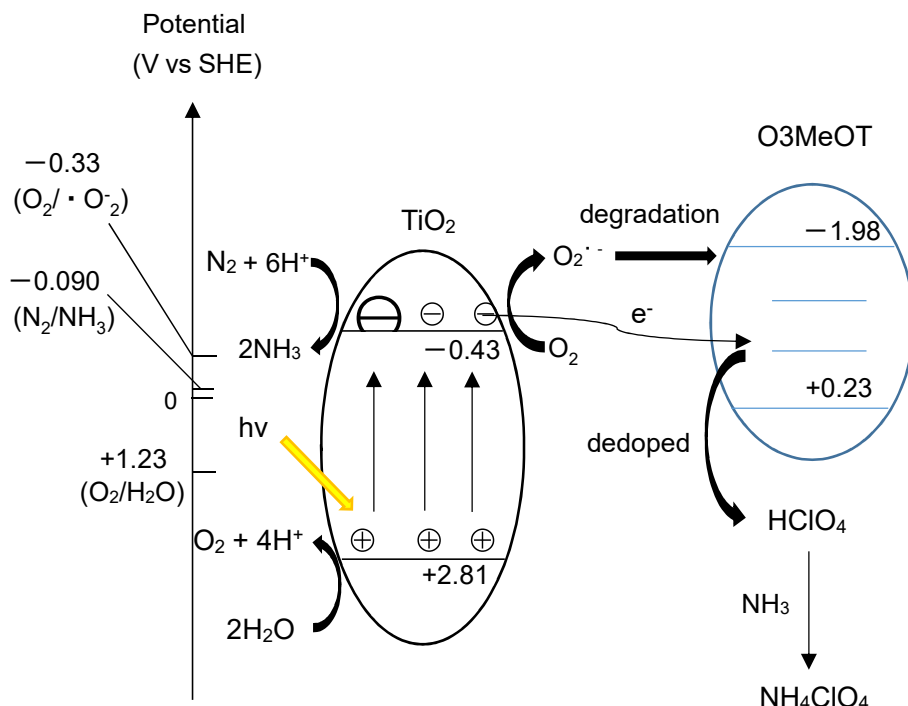 Potential
(V vs SHE)
−0.33
(O₂/・O⁻₂)
−0.090
(N₂/NH₃)
0
+1.23
(O₂/H₂O)
TiO₂
N₂ + 6H⁺
2NH₃
−0.43
hv
O₂ + 4H⁺
+2.81
2H₂O
O₂˙⁻
O₂
degradation
e⁻
O3MeOT
−1.98
+0.23
dedoped
HClO₄
NH₃
NH₄ClO₄